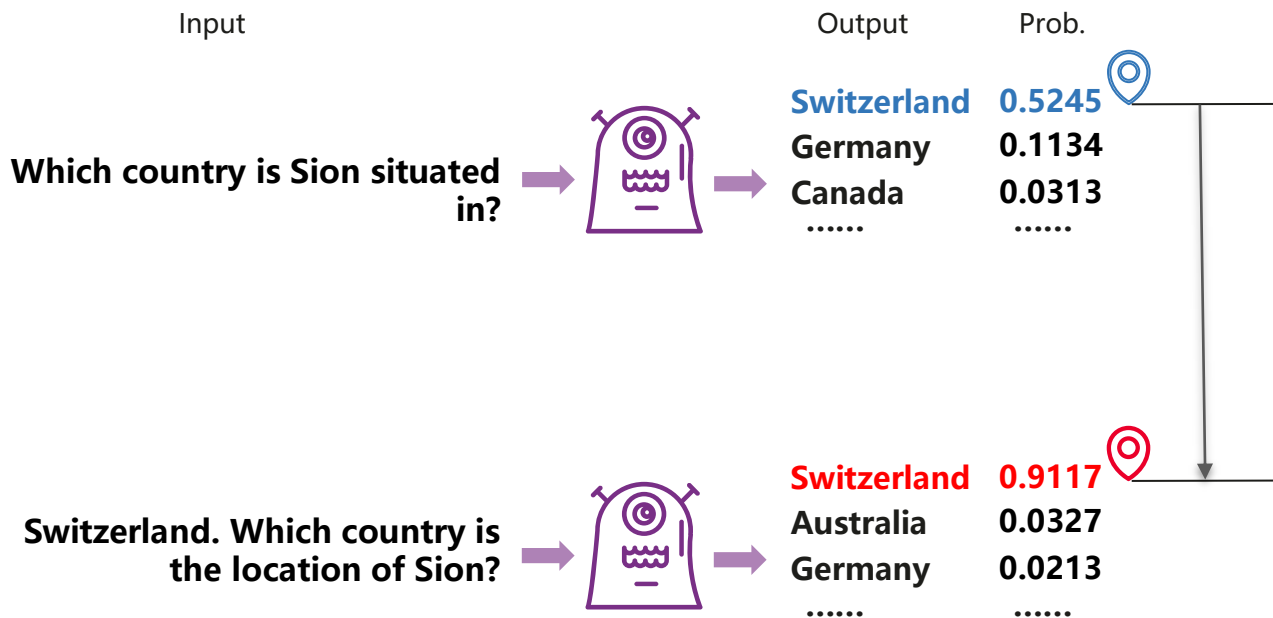 Input Output Prob.
Switzerland 0.5245
Germany 0.1134
Which country is Sion situated
in?
Canada 0.0313
...... ......
Switzerland 0.9117
Australia 0.0327
Switzerland. Which country is
the location of Sion?
Germany 0.0213
...... ......